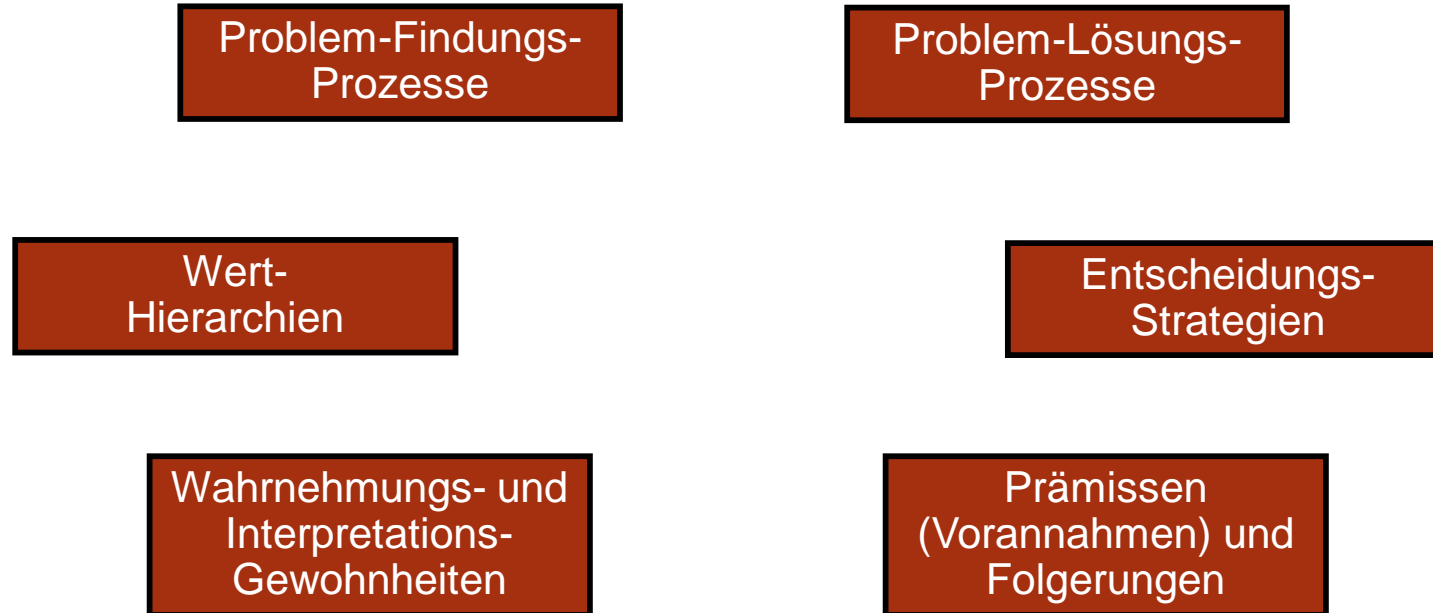 Problem-Findungs-
Prozesse
Problem-Lösungs-
Prozesse
Wert-
Hierarchien
Entscheidungs-
Strategien
Wahrnehmungs- und
Interpretations-
Gewohnheiten
Prämissen
(Vorannahmen) und
Folgerungen